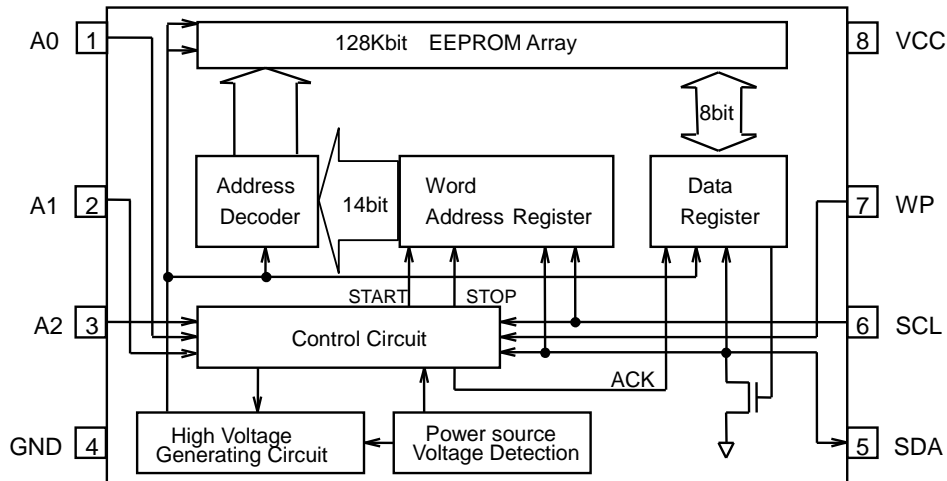 A0 1
128Kbit EEPROM Array
8 VCC
8bit
A1 2
Address
Decoder
14bit
Word
Address Register
Data
Register
7 WP
START
STOP
A2 3
Control Circuit
6 SCL
ACK
GND 4
High Voltage
Generating Circuit
Power source
Voltage Detection
5 SDA